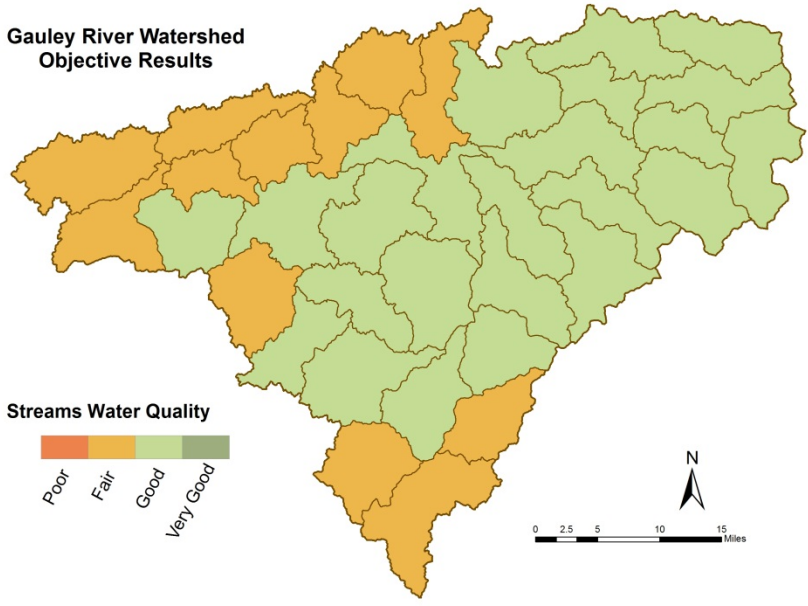 Gauley River Watershed
Objective Results
Streams Water Quality
Poor
Fair
Good
Very Good
N
0 2.5 5 10 15
Miles